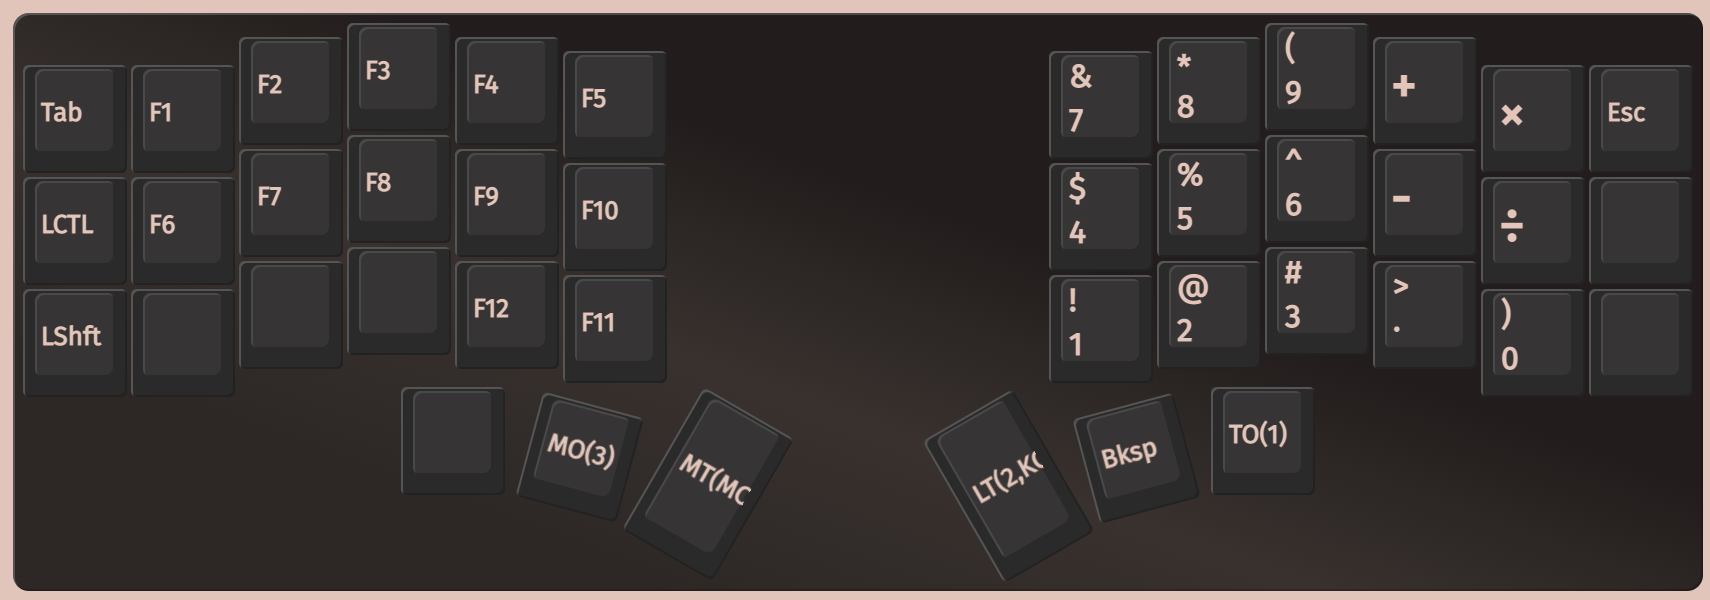 Tab
F1
F2
F3
F4
F5
&
7
*
8
(
9
+
×
Esc
LCTL
F6
F7
F8
F9
F10
$
4
%
5
^
6
-
÷
LShft
F12
F11
!
1
@
2
#
3
>
.
)
0
MO(3)
MT(MC
LT(2,K(
Bksp
TO(1)